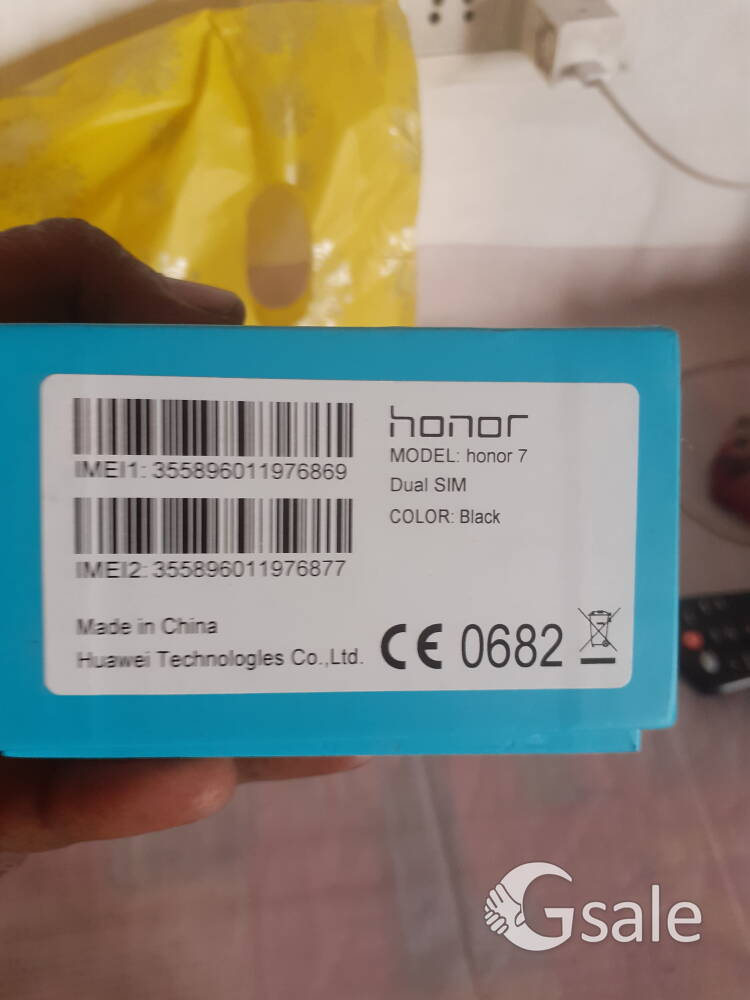 IMEI1: 355896011976869
IMEI2: 355896011976877
Made in China
Huawei Technologles Co.,Ltd.
honor
MODEL: honor 7
Dual SIM
COLOR: Black
CE 0682
Gsale